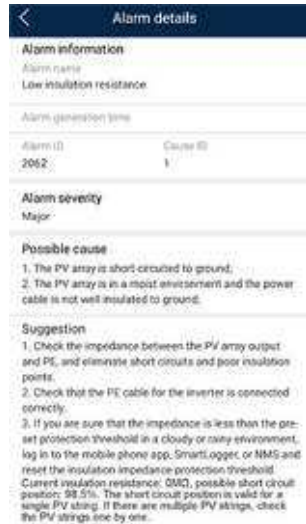 Alarm details
Alarm information
Alarm name
Low insulation resistance
Alarm generation time
Alarm ID Cause ID
2062 1
Alarm severity
Major
Possible cause
1. The PV array is short-circuited to ground.
2. The PV array is in a moist environment and the power
cable is not well insulated to ground.
Suggestion
1. Check the impedance between the PV array output
and PE, and eliminate short circuits and poor insulation
points.
2. Check that the PE cable for the inverter is connected
correctly.
3. If you are sure that the impedance is less than the pre-
set protection threshold in a cloudy or rainy environment,
log in to the mobile phone app, SmartLogger, or NMS and
reset the insulation impedance protection threshold.
Current insulation resistance: 0MΩ, possible short circuit
position: 98.5%. The short circuit position is valid for a
single PV string. If there are multiple PV strings, check
the PV strings one by one.